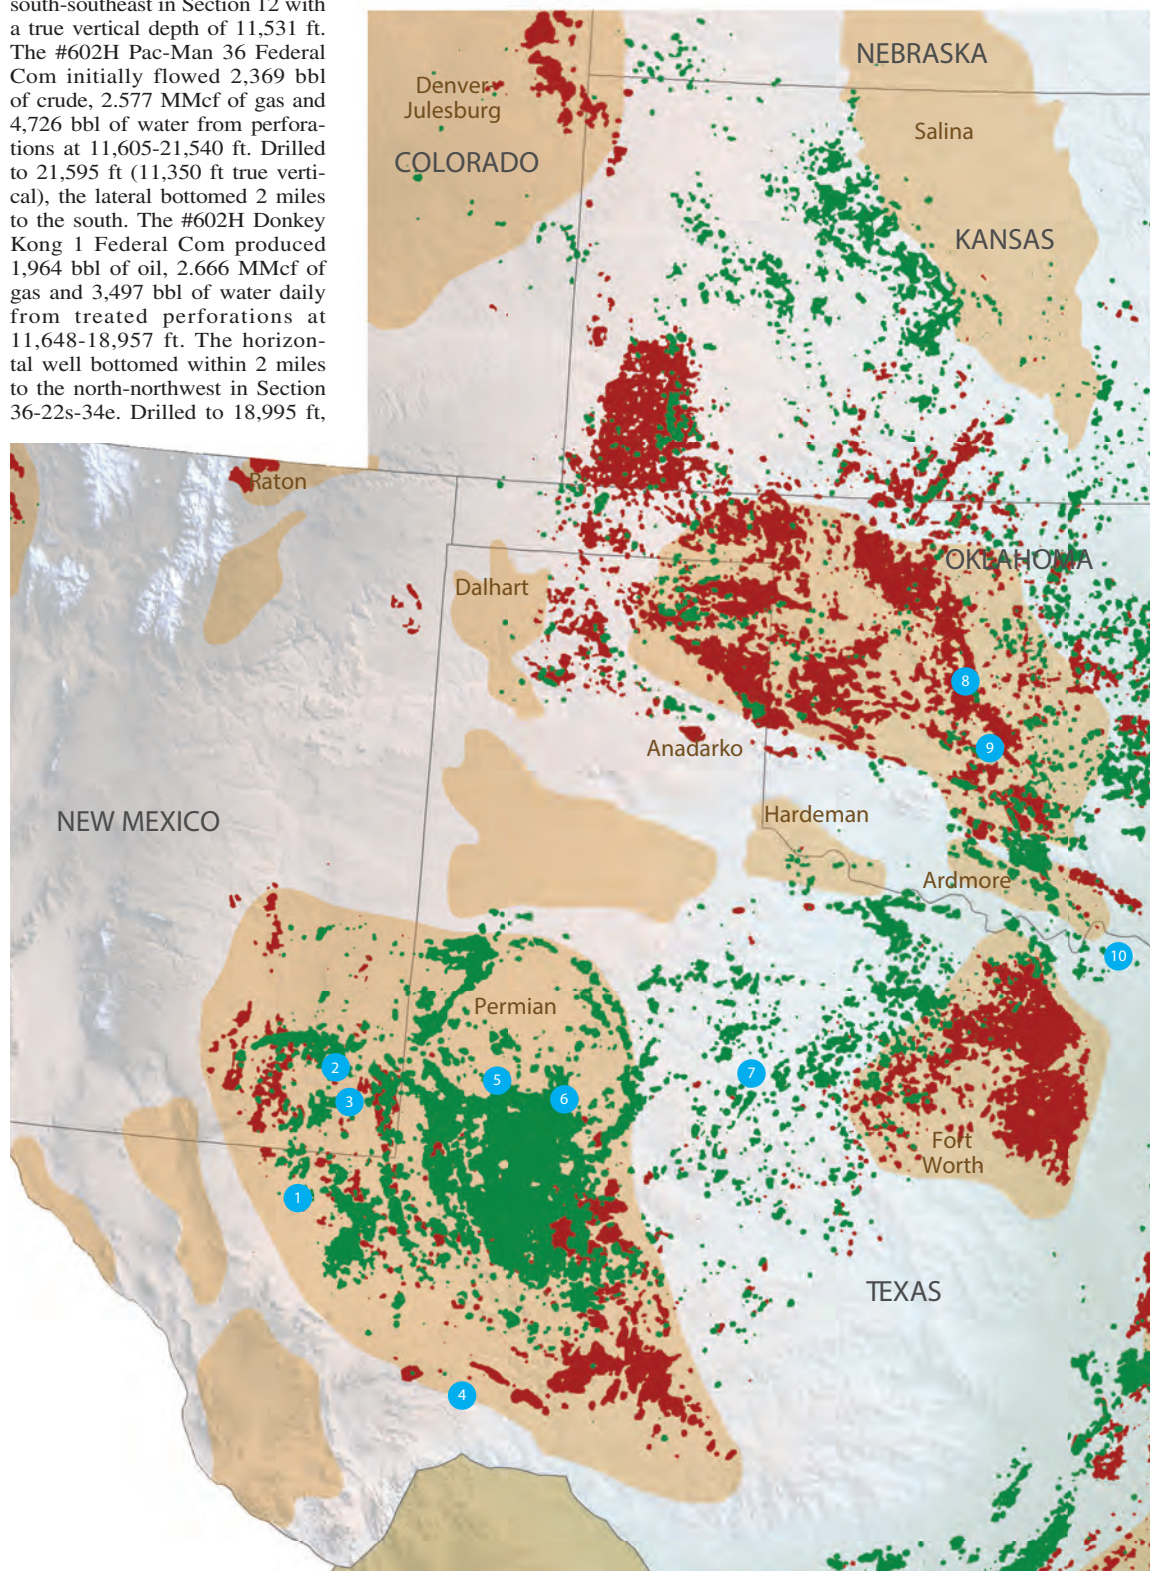 south-southeast in Section 12 with
a true vertical depth of 11,531 ft.
The #602H Pac-Man 36 Federal
Com initially flowed 2,369 bbl
of crude, 2.577 MMcf of gas and
4,726 bbl of water from perfora-
tions at 11,605-21,540 ft. Drilled
to 21,595 ft (11,350 ft true verti-
cal), the lateral bottomed 2 miles
to the south. The #602H Donkey
Kong 1 Federal Com produced
1,964 bbl of oil, 2.666 MMcf of
gas and 3,497 bbl of water daily
from treated perforations at
11,648-18,957 ft. The horizon-
tal well bottomed within 2 miles
to the north-northwest in Section
36-22s-34e. Drilled to 18,995 ft,
NEBRASKA
Denver-
Julesburg
Salina
COLORADO
KANSAS
Raton
OKLAHOMA
Dalhart
8
Anadarko
9
NEW MEXICO
Hardeman
Ardmore
10
Permian
2
5
7
3
6
Fort
Worth
1
TEXAS
4